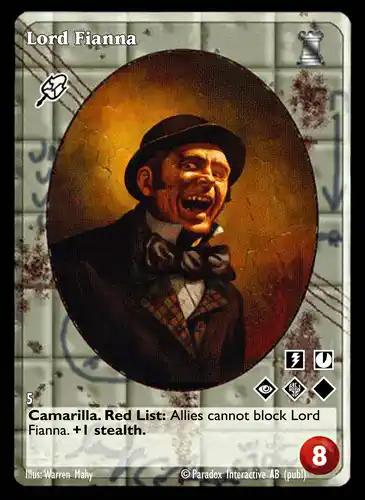 Lord Fianna
5
Camarilla. Red List: Allies cannot block Lord
Fianna. +1 stealth.
8
Illus: Warren Mahy
© Paradox Interactive AB (publ)